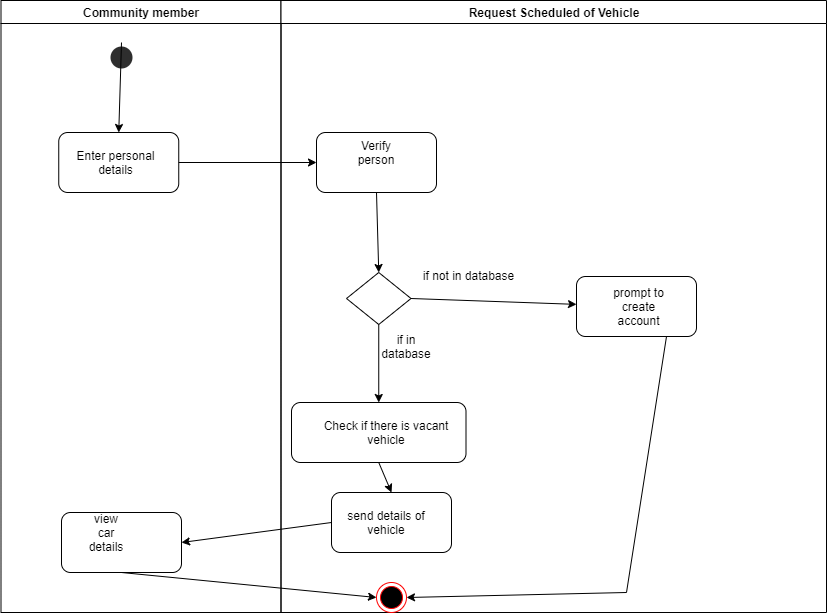 Community member
Request Scheduled of Vehicle
Enter personal
details
Verify
person
if not in database
prompt to
create
account
if in
database
Check if there is vacant
vehicle
send details of
vehicle
view
car
details